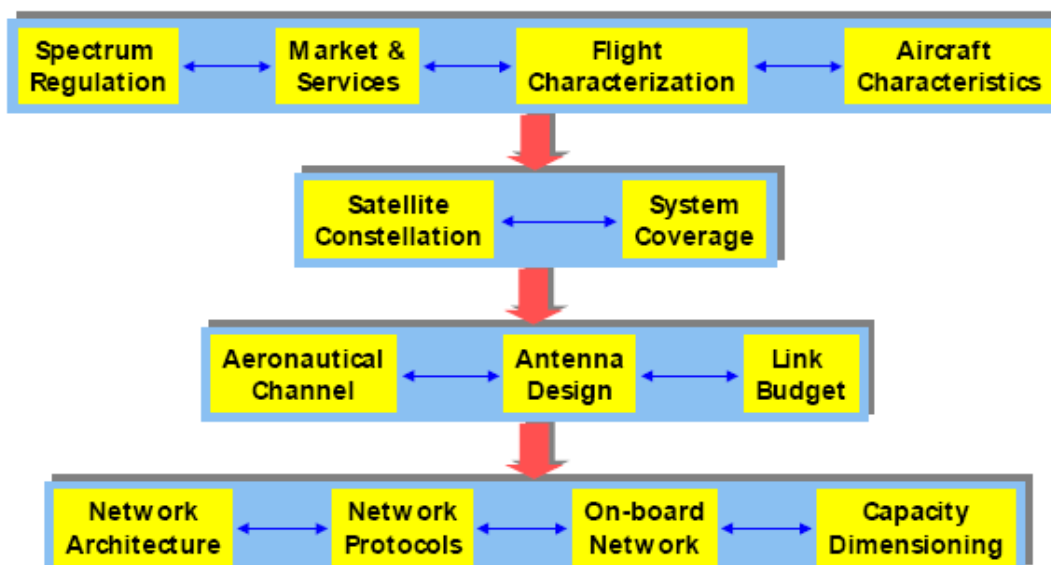 Spectrum Regulation
Market & Services
Flight Characterization
Aircraft Characteristics
Satellite Constellation
System Coverage
Aeronautical Channel
Antenna Design
Link Budget
Network Architecture
Network Protocols
On-board Network
Capacity Dimensioning